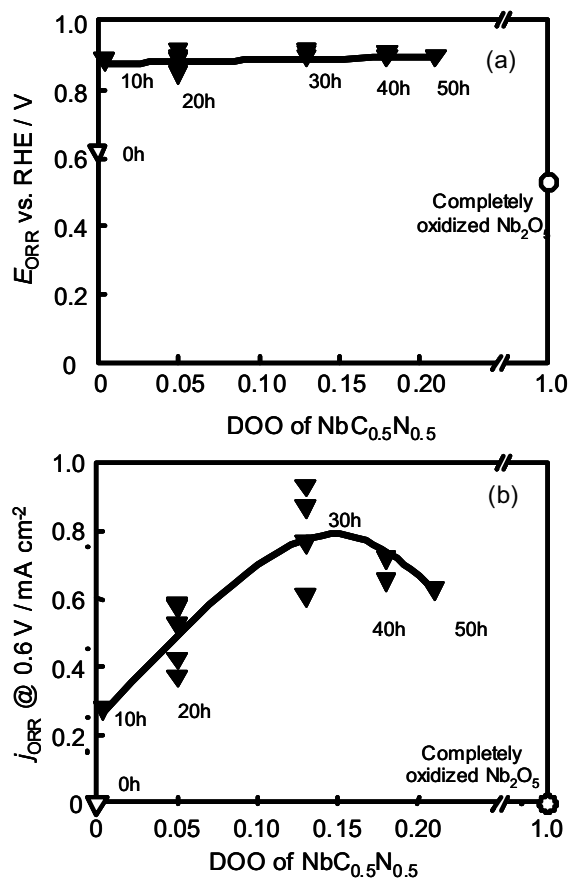 1.0
(a)
10h
20h
30h
40h
50h
0.8
0.6
0h
Completely
oxidized Nb₂O₅
0.4
0.2
0
E_ORR vs. RHE / V
0
0.05
0.10
0.15
0.20
1.0
DOO of NbC₀.₅N₀.₅
1.0
(b)
0.8
30h
0.6
40h
50h
20h
0.4
10h
0.2
0h
Completely
oxidized Nb₂O₅
0
j_ORR @ 0.6 V / mA cm⁻²
0
0.05
0.10
0.15
0.20
1.0
DOO of NbC₀.₅N₀.₅